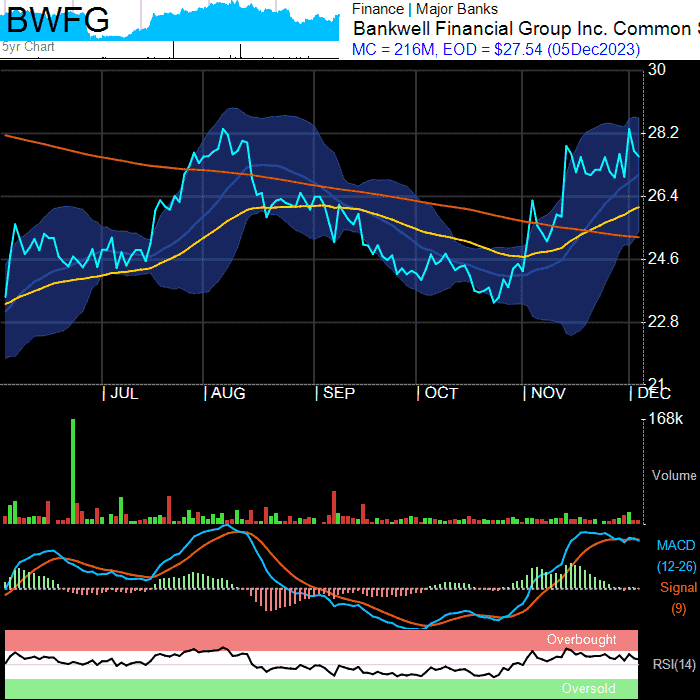 BWFG
5yr Chart
Finance | Major Banks
Bankwell Financial Group Inc. Common S
MC = 216M, EOD = $27.54 (05Dec2023)
30
28.2
26.4
24.6
22.8
21
JUL AUG SEP OCT NOV DEC
168k
Volume
MACD
(12-26)
Signal
(9)
Overbought
RSI(14)
Oversold